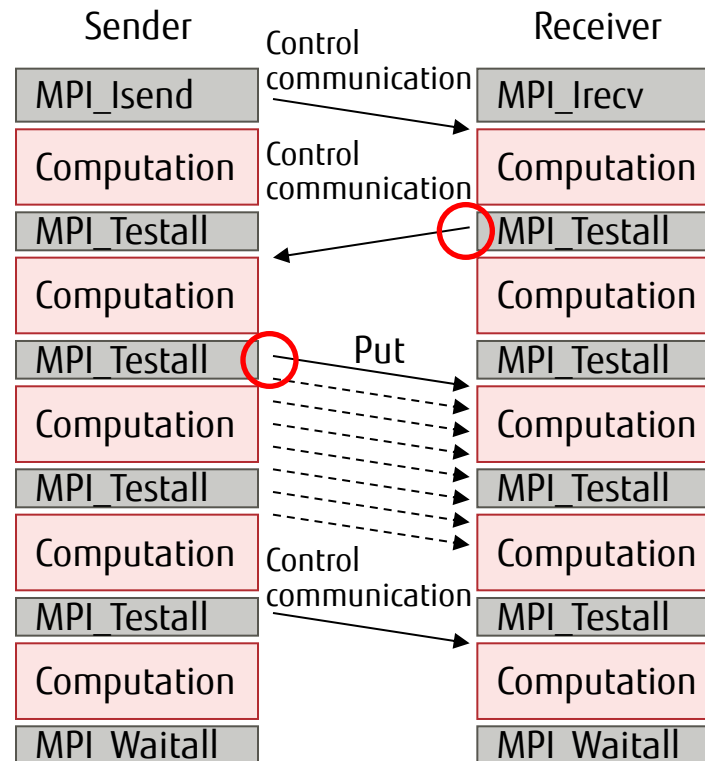 Sender
Receiver
Control
communication
MPI_Isend
MPI_Irecv
Computation
Control
communication
Computation
MPI_Testall
MPI_Testall
Computation
Computation
MPI_Testall
Put
MPI_Testall
Computation
Computation
MPI_Testall
MPI_Testall
Computation
Control
communication
Computation
MPI_Testall
MPI_Testall
Computation
Computation
MPI_Waitall
MPI_Waitall